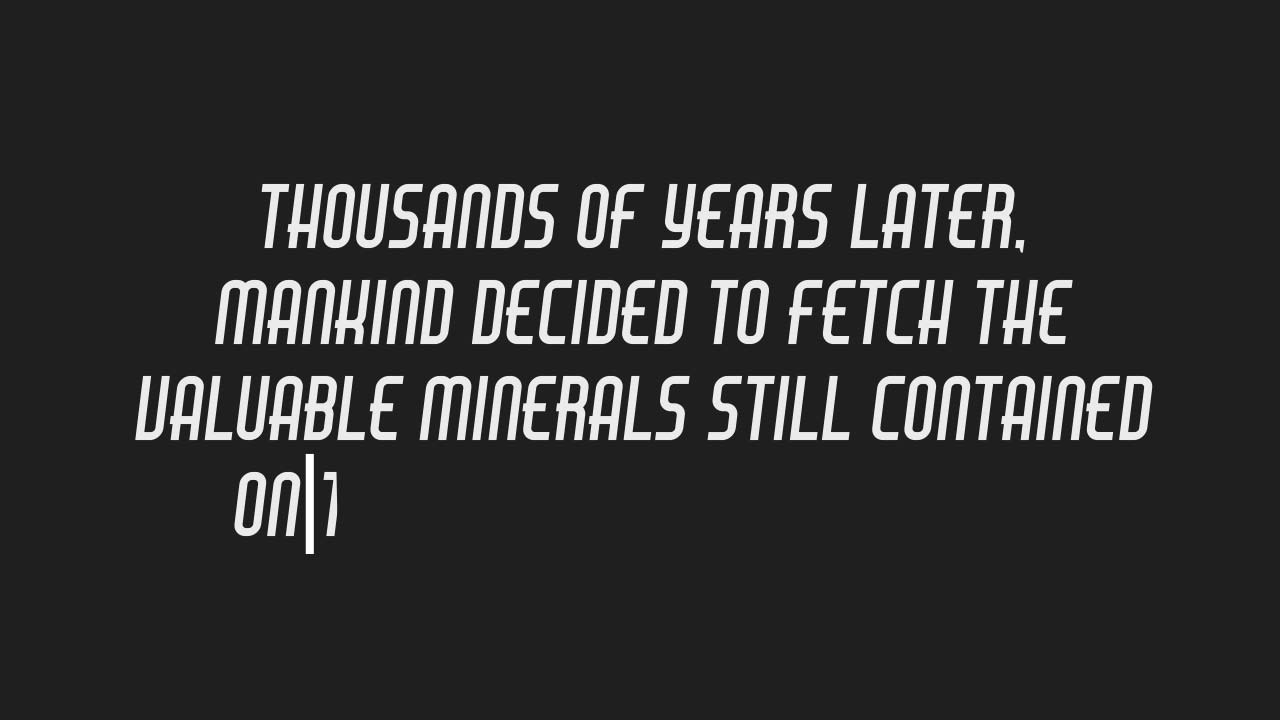 THOUSANDS OF YEARS LATER,
MANKIND DECIDED TO FETCH THE
VALUABLE MINERALS STILL CONTAINED
ON